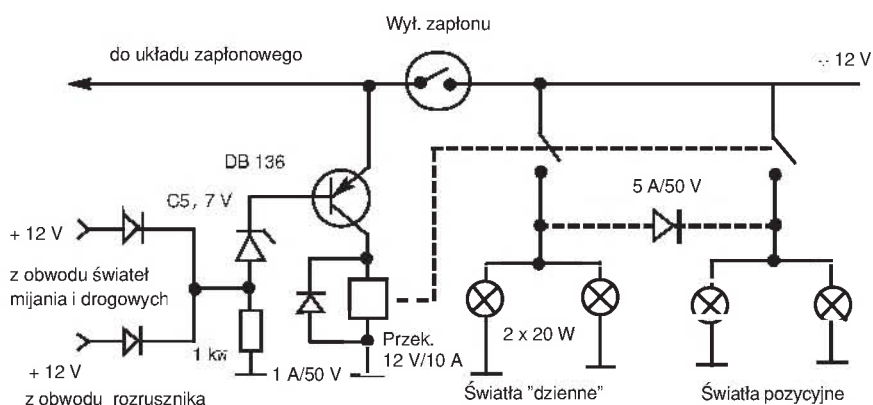 Wył. zapłonu
do układu zapłonowego
12 V
DB 136
C5, 7 V
5 A/50 V
+ 12 V
z obwodu świateł
mijania i drogowych
1 kw
Przek.
12 V/10 A
2 x 20 W
+ 12 V
1 A/50 V
z obwodu rozrusznika
Światła "dzienne"
Światła pozycyjne